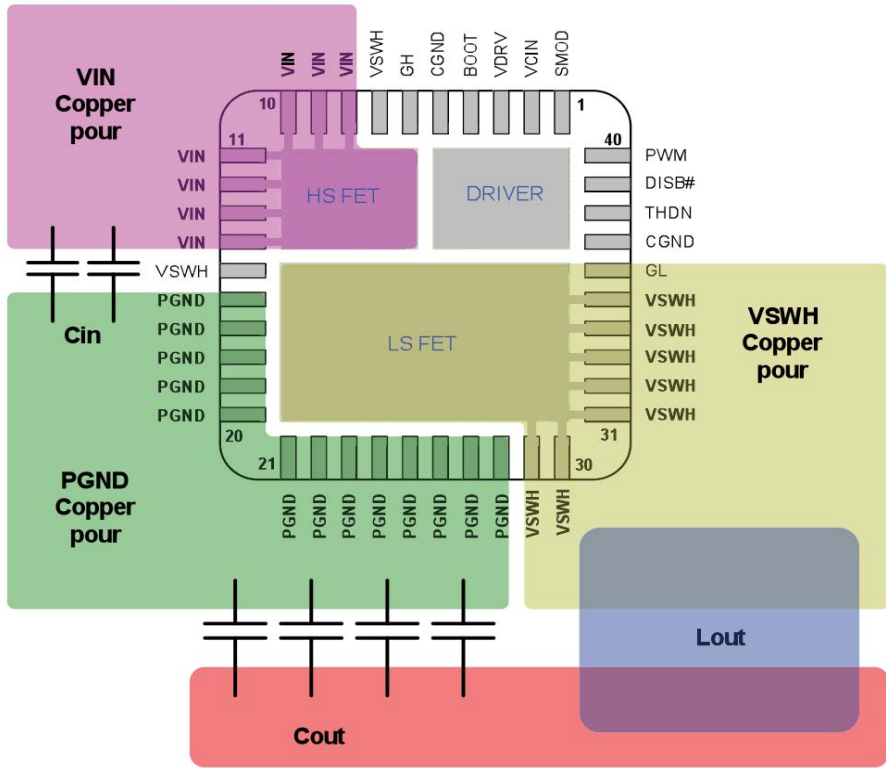 VIN
Copper
pour
VIN
VIN
VIN
VSWH
GH
CGND
BOOT
VDRV
VCIN
SMOD
10
1
11
40
VIN
VIN
VIN
VIN
VSWH
PGND
PGND
PGND
PGND
PGND
HS FET
DRIVER
LS FET
PWM
DISB#
THDN
CGND
GL
VSWH
VSWH
VSWH
VSWH
VSWH
Cin
VSWH
Copper
pour
20
21
31
30
PGND
Copper
pour
PGND
PGND
PGND
PGND
PGND
PGND
PGND
PGND
VSWH
VSWH
Lout
Cout